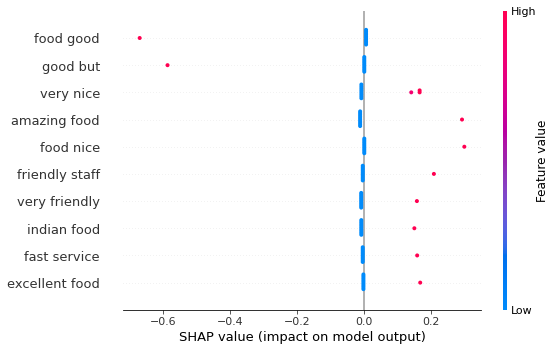 High
food good
good but
very nice
amazing food
food nice
friendly staff
very friendly
indian food
fast service
excellent food
Feature value
Low
−0.6 −0.4 −0.2 0.0 0.2
SHAP value (impact on model output)